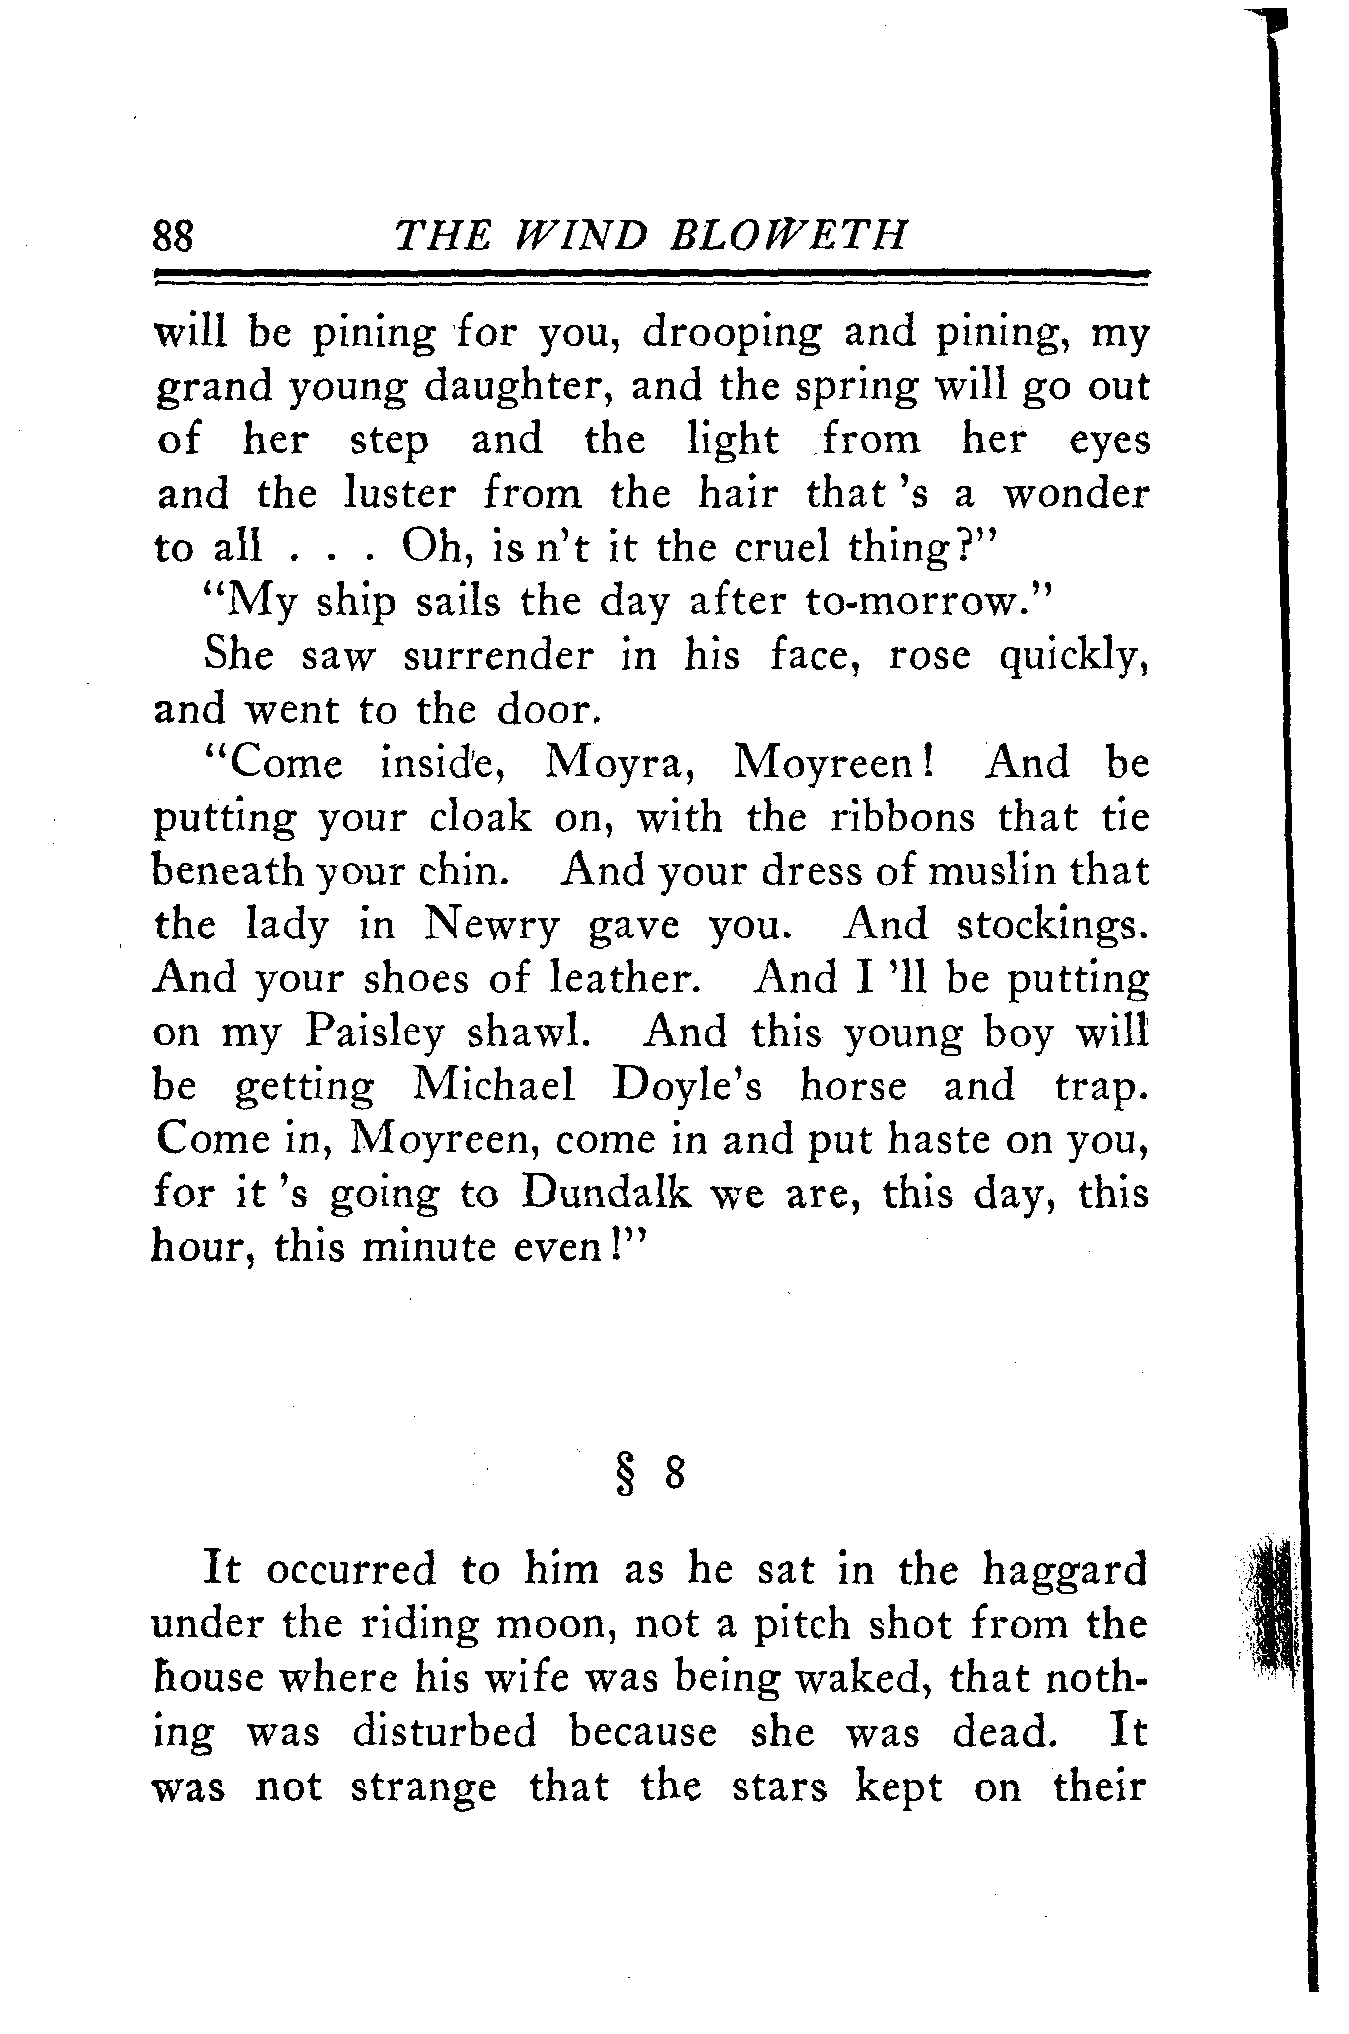 88 THE WIND BLOWETH
will be pining for you, drooping and pining, my
grand young daughter, and the spring will go out
of her step and the light from her eyes
and the luster from the hair that 's a wonder
to all . . . Oh, is n't it the cruel thing?"
"My ship sails the day after to-morrow."
She saw surrender in his face, rose quickly,
and went to the door.
"Come inside, Moyra, Moyreen! And be
putting your cloak on, with the ribbons that tie
beneath your chin. And your dress of muslin that
the lady in Newry gave you. And stockings.
And your shoes of leather. And I 'll be putting
on my Paisley shawl. And this young boy will
be getting Michael Doyle's horse and trap.
Come in, Moyreen, come in and put haste on you,
for it 's going to Dundalk we are, this day, this
hour, this minute even!"
§ 8
It occurred to him as he sat in the haggard
under the riding moon, not a pitch shot from the
house where his wife was being waked, that noth-
ing was disturbed because she was dead. It
was not strange that the stars kept on their